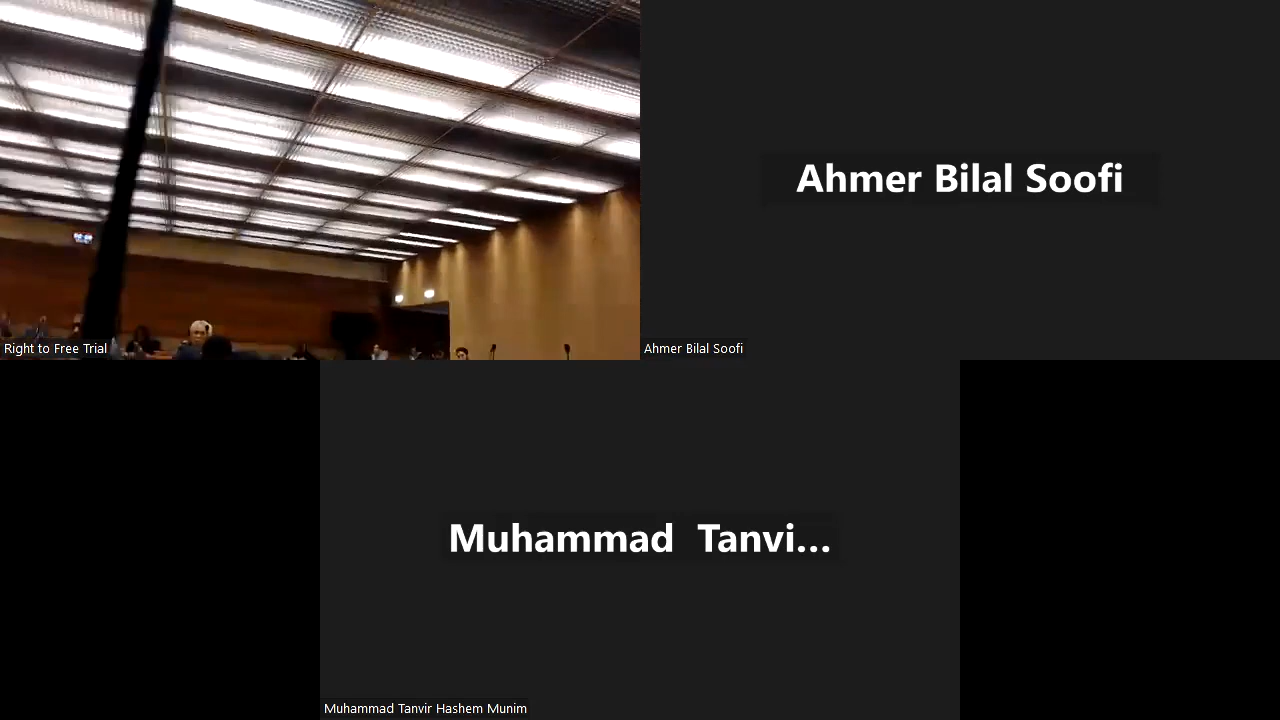 Ahmer Bilal Soofi
Right to Free Trial
Ahmer Bilal Soofi
Muhammad Tanvi...
Muhammad Tanvir Hashem Munim